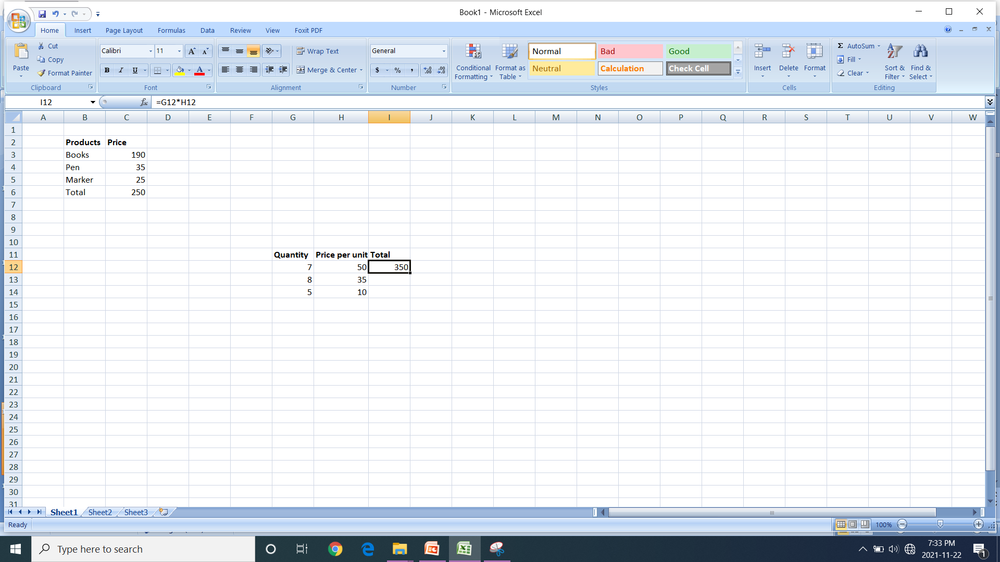 Book1 - Microsoft Excel
Home Insert Page Layout Formulas Data Review View Foxit PDF
Paste
Cut
Copy
Format Painter
Clipboard
Calibri 11
B I U A
Font
Wrap Text
Merge & Center
Alignment
General
$ % ,
Number
Conditional Formatting
Format as Table
Normal Bad Good
Neutral Calculation Check Cell
Styles
Insert Delete Format
Cells
Σ AutoSum
Fill
Clear
Sort & Filter
Find & Select
Editing
I12 fx =G12*H12
A B C D E F G H I J K L M N O P Q R S T U V W
1
2 Products Price
3 Books 190
4 Pen 35
5 Marker 25
6 Total 250
7
8
9
10
11 Quantity Price per unit Total
12 7 50 350
13 8 35
14 5 10
15
16
17
18
19
20
21
22
23
24
25
26
27
28
29
30
31
Sheet1 Sheet2 Sheet3
Ready 100%
Type here to search
7:33 PM
2021-11-22
1